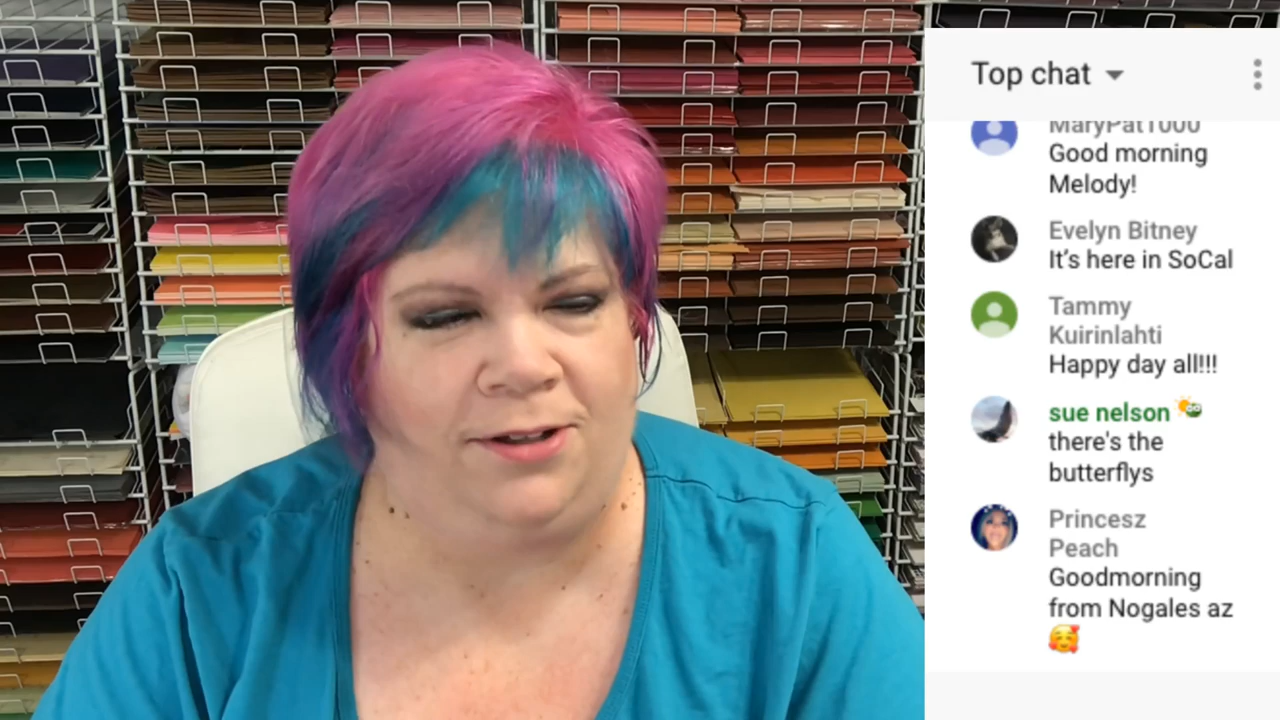 Top chat
MaryPat1000
Good morning
Melody!
Evelyn Bitney
It's here in SoCal
Tammy
Kuirinlahti
Happy day all!!!
sue nelson
there's the
butterflys
Princesz
Peach
Goodmorning
from Nogales az